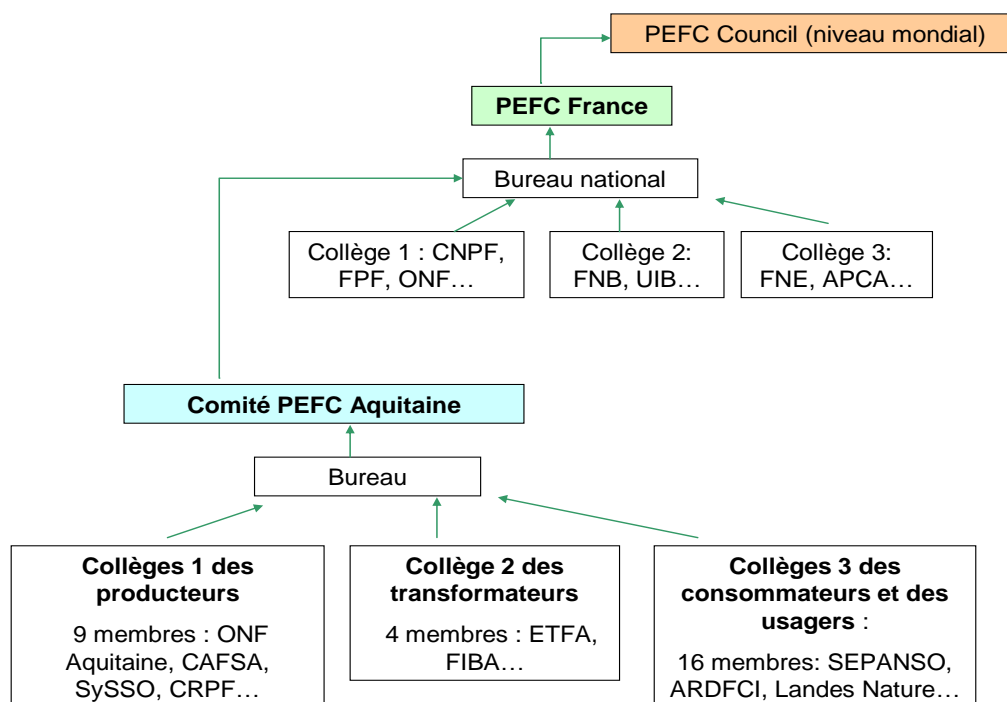 PEFC Council (niveau mondial)
PEFC France
Bureau national
Collège 1 : CNPF,
FPF, ONF…
Collège 2:
FNB, UIB…
Collège 3:
FNE, APCA…
Comité PEFC Aquitaine
Bureau
Collèges 1 des
producteurs
9 membres : ONF
Aquitaine, CAFSA,
SySSO, CRPF…
Collège 2 des
transformateurs
4 membres : ETFA,
FIBA…
Collèges 3 des
consommateurs et des
usagers :
16 membres: SEPANSO,
ARDFCI, Landes Nature…